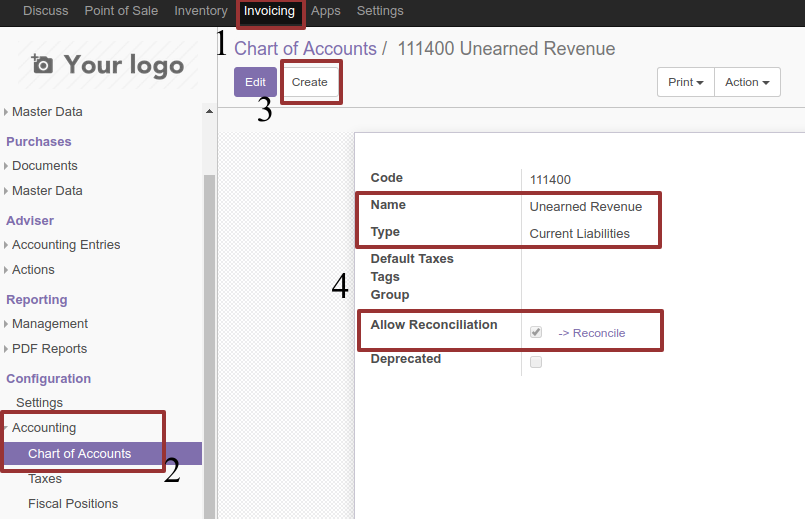 Discuss Point of Sale Inventory Invoicing Apps Settings
1
Chart of Accounts / 111400 Unearned Revenue
Your logo
Edit Create Print Action
3
Master Data
Purchases
Documents
Master Data
Adviser
Accounting Entries
Actions
Reporting
Management
PDF Reports
Configuration
Settings
Accounting
Chart of Accounts
2
Taxes
Fiscal Positions
Code 111400
Name Unearned Revenue
Type Current Liabilities
Default Taxes
Tags
4
Group
Allow Reconciliation -> Reconcile
Deprecated